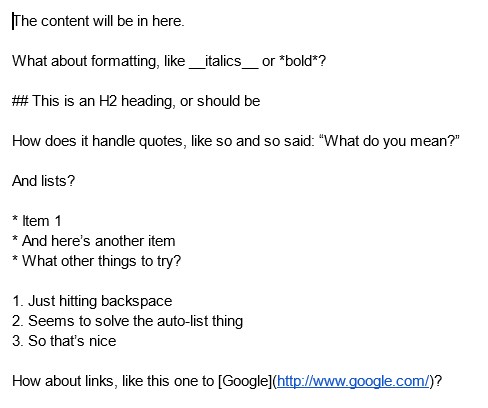 The content will be in here.
What about formatting, like __italics__ or *bold*?
## This is an H2 heading, or should be
How does it handle quotes, like so and so said: “What do you mean?”
And lists?
* Item 1
* And here’s another item
* What other things to try?
1. Just hitting backspace
2. Seems to solve the auto-list thing
3. So that’s nice
How about links, like this one to [Google](http://www.google.com/)?